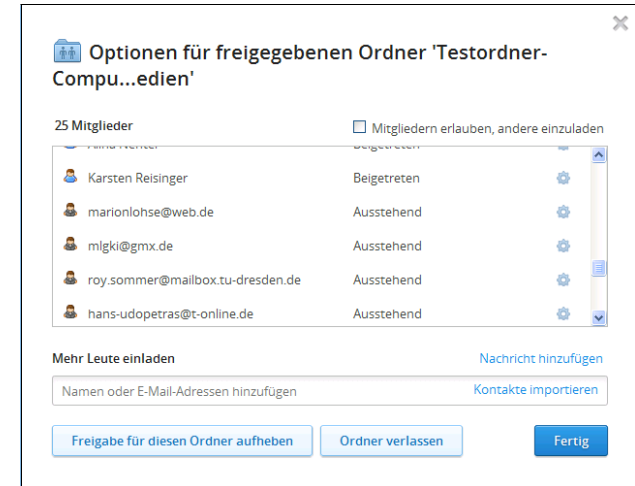 Optionen für freigegebenen Ordner 'Testordner-
Compu...edien'
25 Mitglieder
Mitgliedern erlauben, andere einzuladen
Beigetreten
Karsten Reisinger Beigetreten
marionlohse@web.de Ausstehend
mlgki@gmx.de Ausstehend
roy.sommer@mailbox.tu-dresden.de Ausstehend
hans-udopetras@t-online.de Ausstehend
Mehr Leute einladen
Nachricht hinzufügen
Namen oder E-Mail-Adressen hinzufügen
Kontakte importieren
Freigabe für diesen Ordner aufheben
Ordner verlassen
Fertig